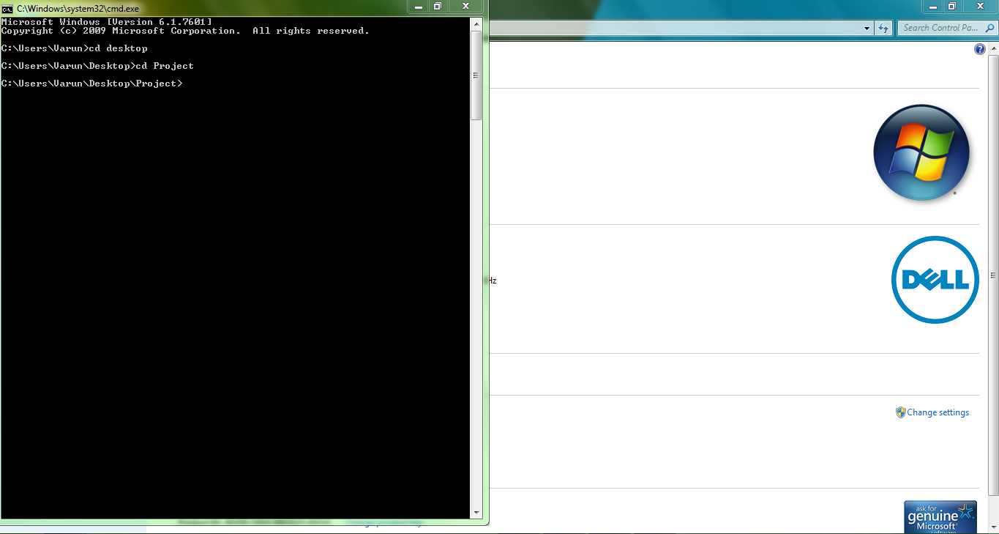 C:\Windows\system32\cmd.exe
Microsoft Windows [Version 6.1.7601]
Copyright (c) 2009 Microsoft Corporation.  All rights reserved.
C:\Users\Varun>cd desktop
C:\Users\Varun\Desktop>cd Project
C:\Users\Varun\Desktop\Project>
Search Control Pa...
Hz
DELL
Change settings
ask for
genuine
Microsoft
software